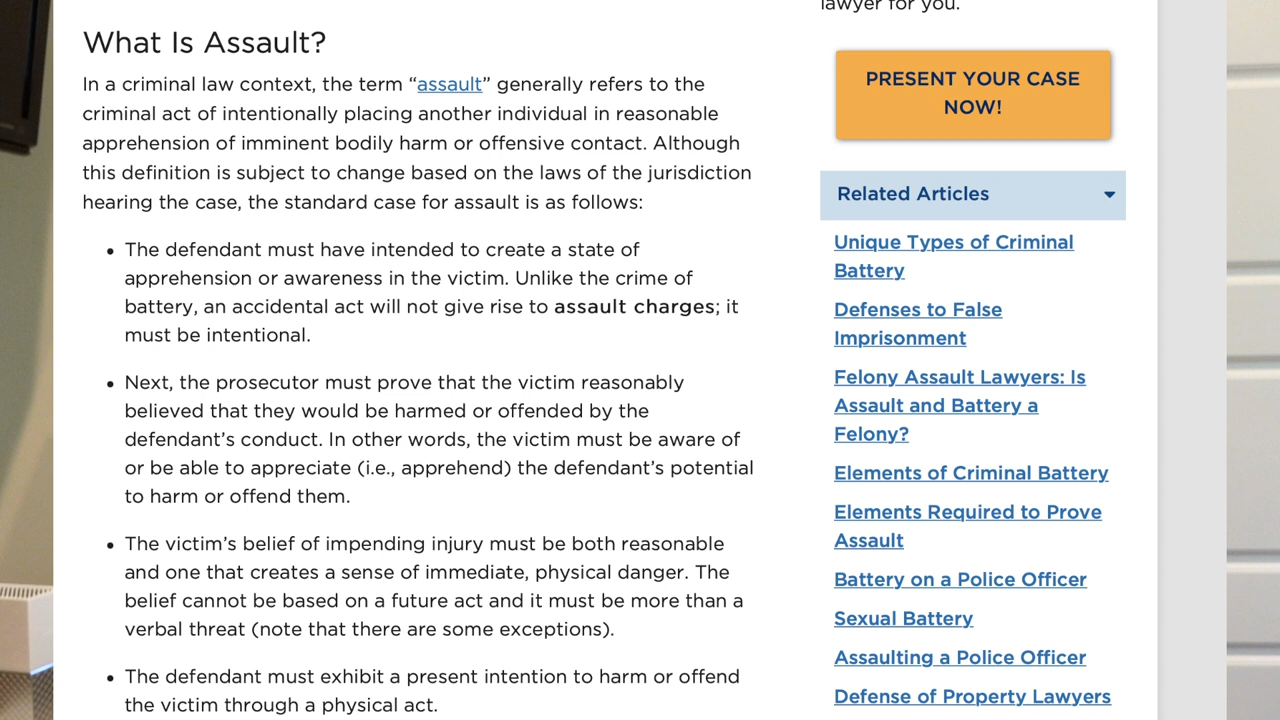 lawyer for you.
What Is Assault?
In a criminal law context, the term “assault” generally refers to the
criminal act of intentionally placing another individual in reasonable
apprehension of imminent bodily harm or offensive contact. Although
this definition is subject to change based on the laws of the jurisdiction
hearing the case, the standard case for assault is as follows:
• The defendant must have intended to create a state of
apprehension or awareness in the victim. Unlike the crime of
battery, an accidental act will not give rise to assault charges; it
must be intentional.
• Next, the prosecutor must prove that the victim reasonably
believed that they would be harmed or offended by the
defendant’s conduct. In other words, the victim must be aware of
or be able to appreciate (i.e., apprehend) the defendant’s potential
to harm or offend them.
• The victim’s belief of impending injury must be both reasonable
and one that creates a sense of immediate, physical danger. The
belief cannot be based on a future act and it must be more than a
verbal threat (note that there are some exceptions).
• The defendant must exhibit a present intention to harm or offend
the victim through a physical act.
PRESENT YOUR CASE
NOW!
Related Articles
Unique Types of Criminal
Battery
Defenses to False
Imprisonment
Felony Assault Lawyers: Is
Assault and Battery a
Felony?
Elements of Criminal Battery
Elements Required to Prove
Assault
Battery on a Police Officer
Sexual Battery
Assaulting a Police Officer
Defense of Property Lawyers